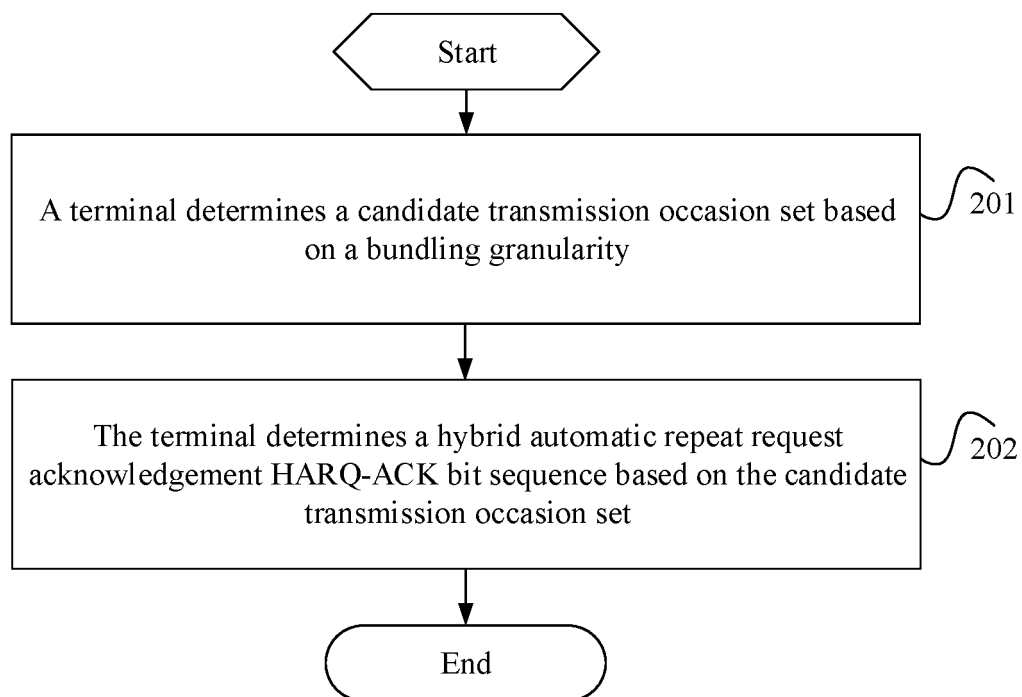 Start
A terminal determines a candidate transmission occasion set based
on a bundling granularity
201
The terminal determines a hybrid automatic repeat request
acknowledgement HARQ-ACK bit sequence based on the candidate
transmission occasion set
202
End